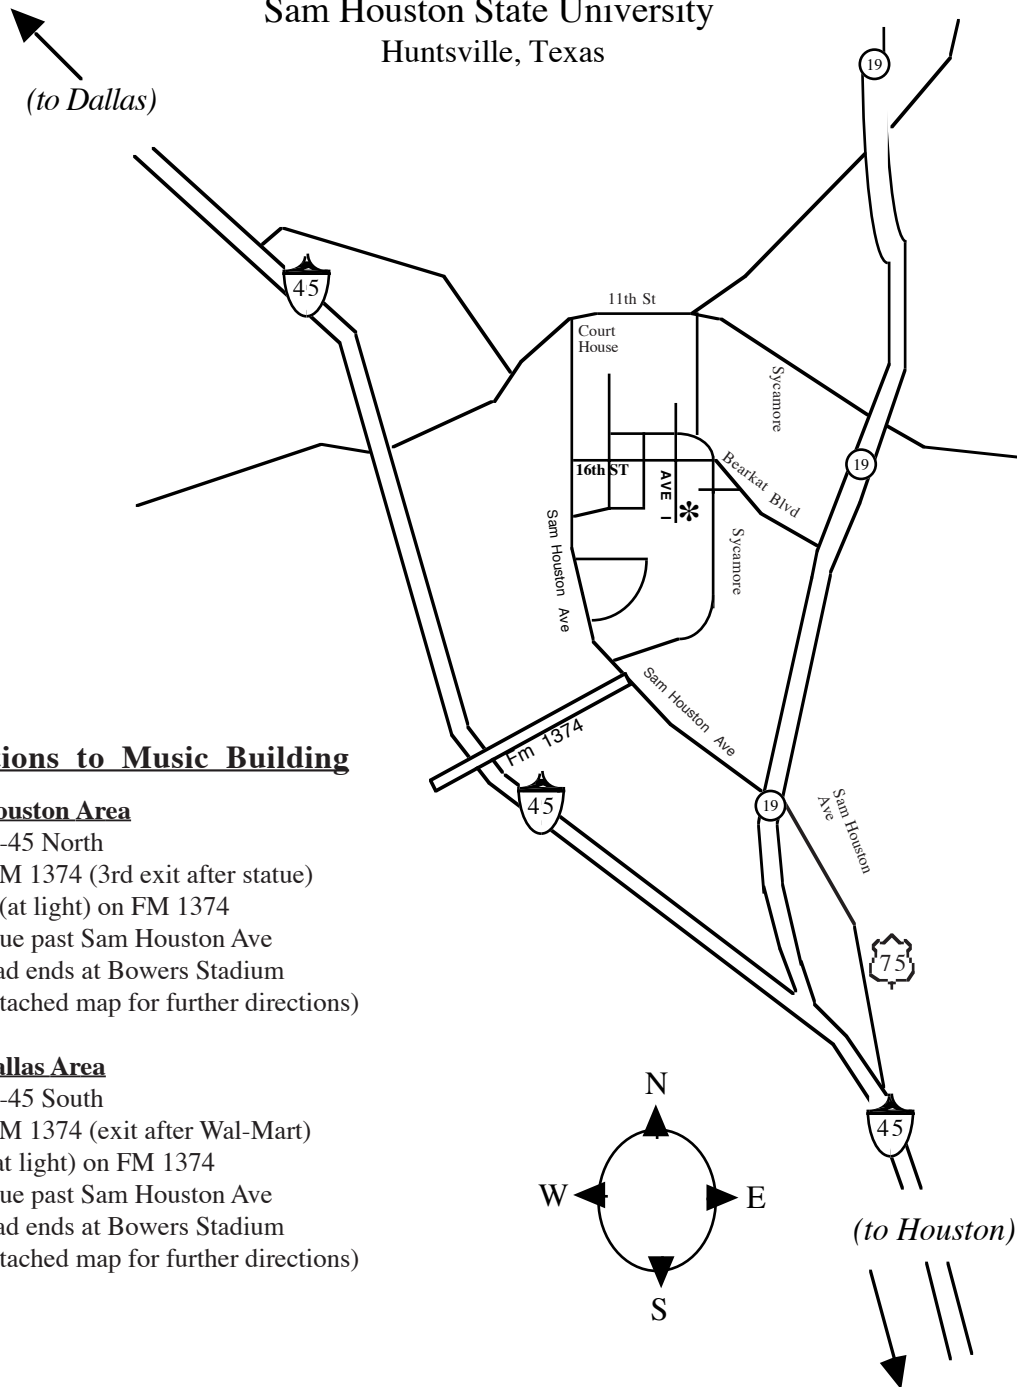 Sam Houston State University
Huntsville, Texas
(to Dallas)
19
45
11th St
Court
House
Sycamore
19
16th ST
AVE I
*
Bearkat Blvd
Sam Houston Ave
Sycamore
Sam Houston Ave
Fm 1374
45
19
Sam Houston
Ave
75
45
(to Houston)
N
W
E
S
tions to Music Building
ouston Area
-45 North
M 1374 (3rd exit after statue)
(at light) on FM 1374
ue past Sam Houston Ave
ad ends at Bowers Stadium
tached map for further directions)
allas Area
-45 South
M 1374 (exit after Wal-Mart)
at light) on FM 1374
ue past Sam Houston Ave
ad ends at Bowers Stadium
tached map for further directions)